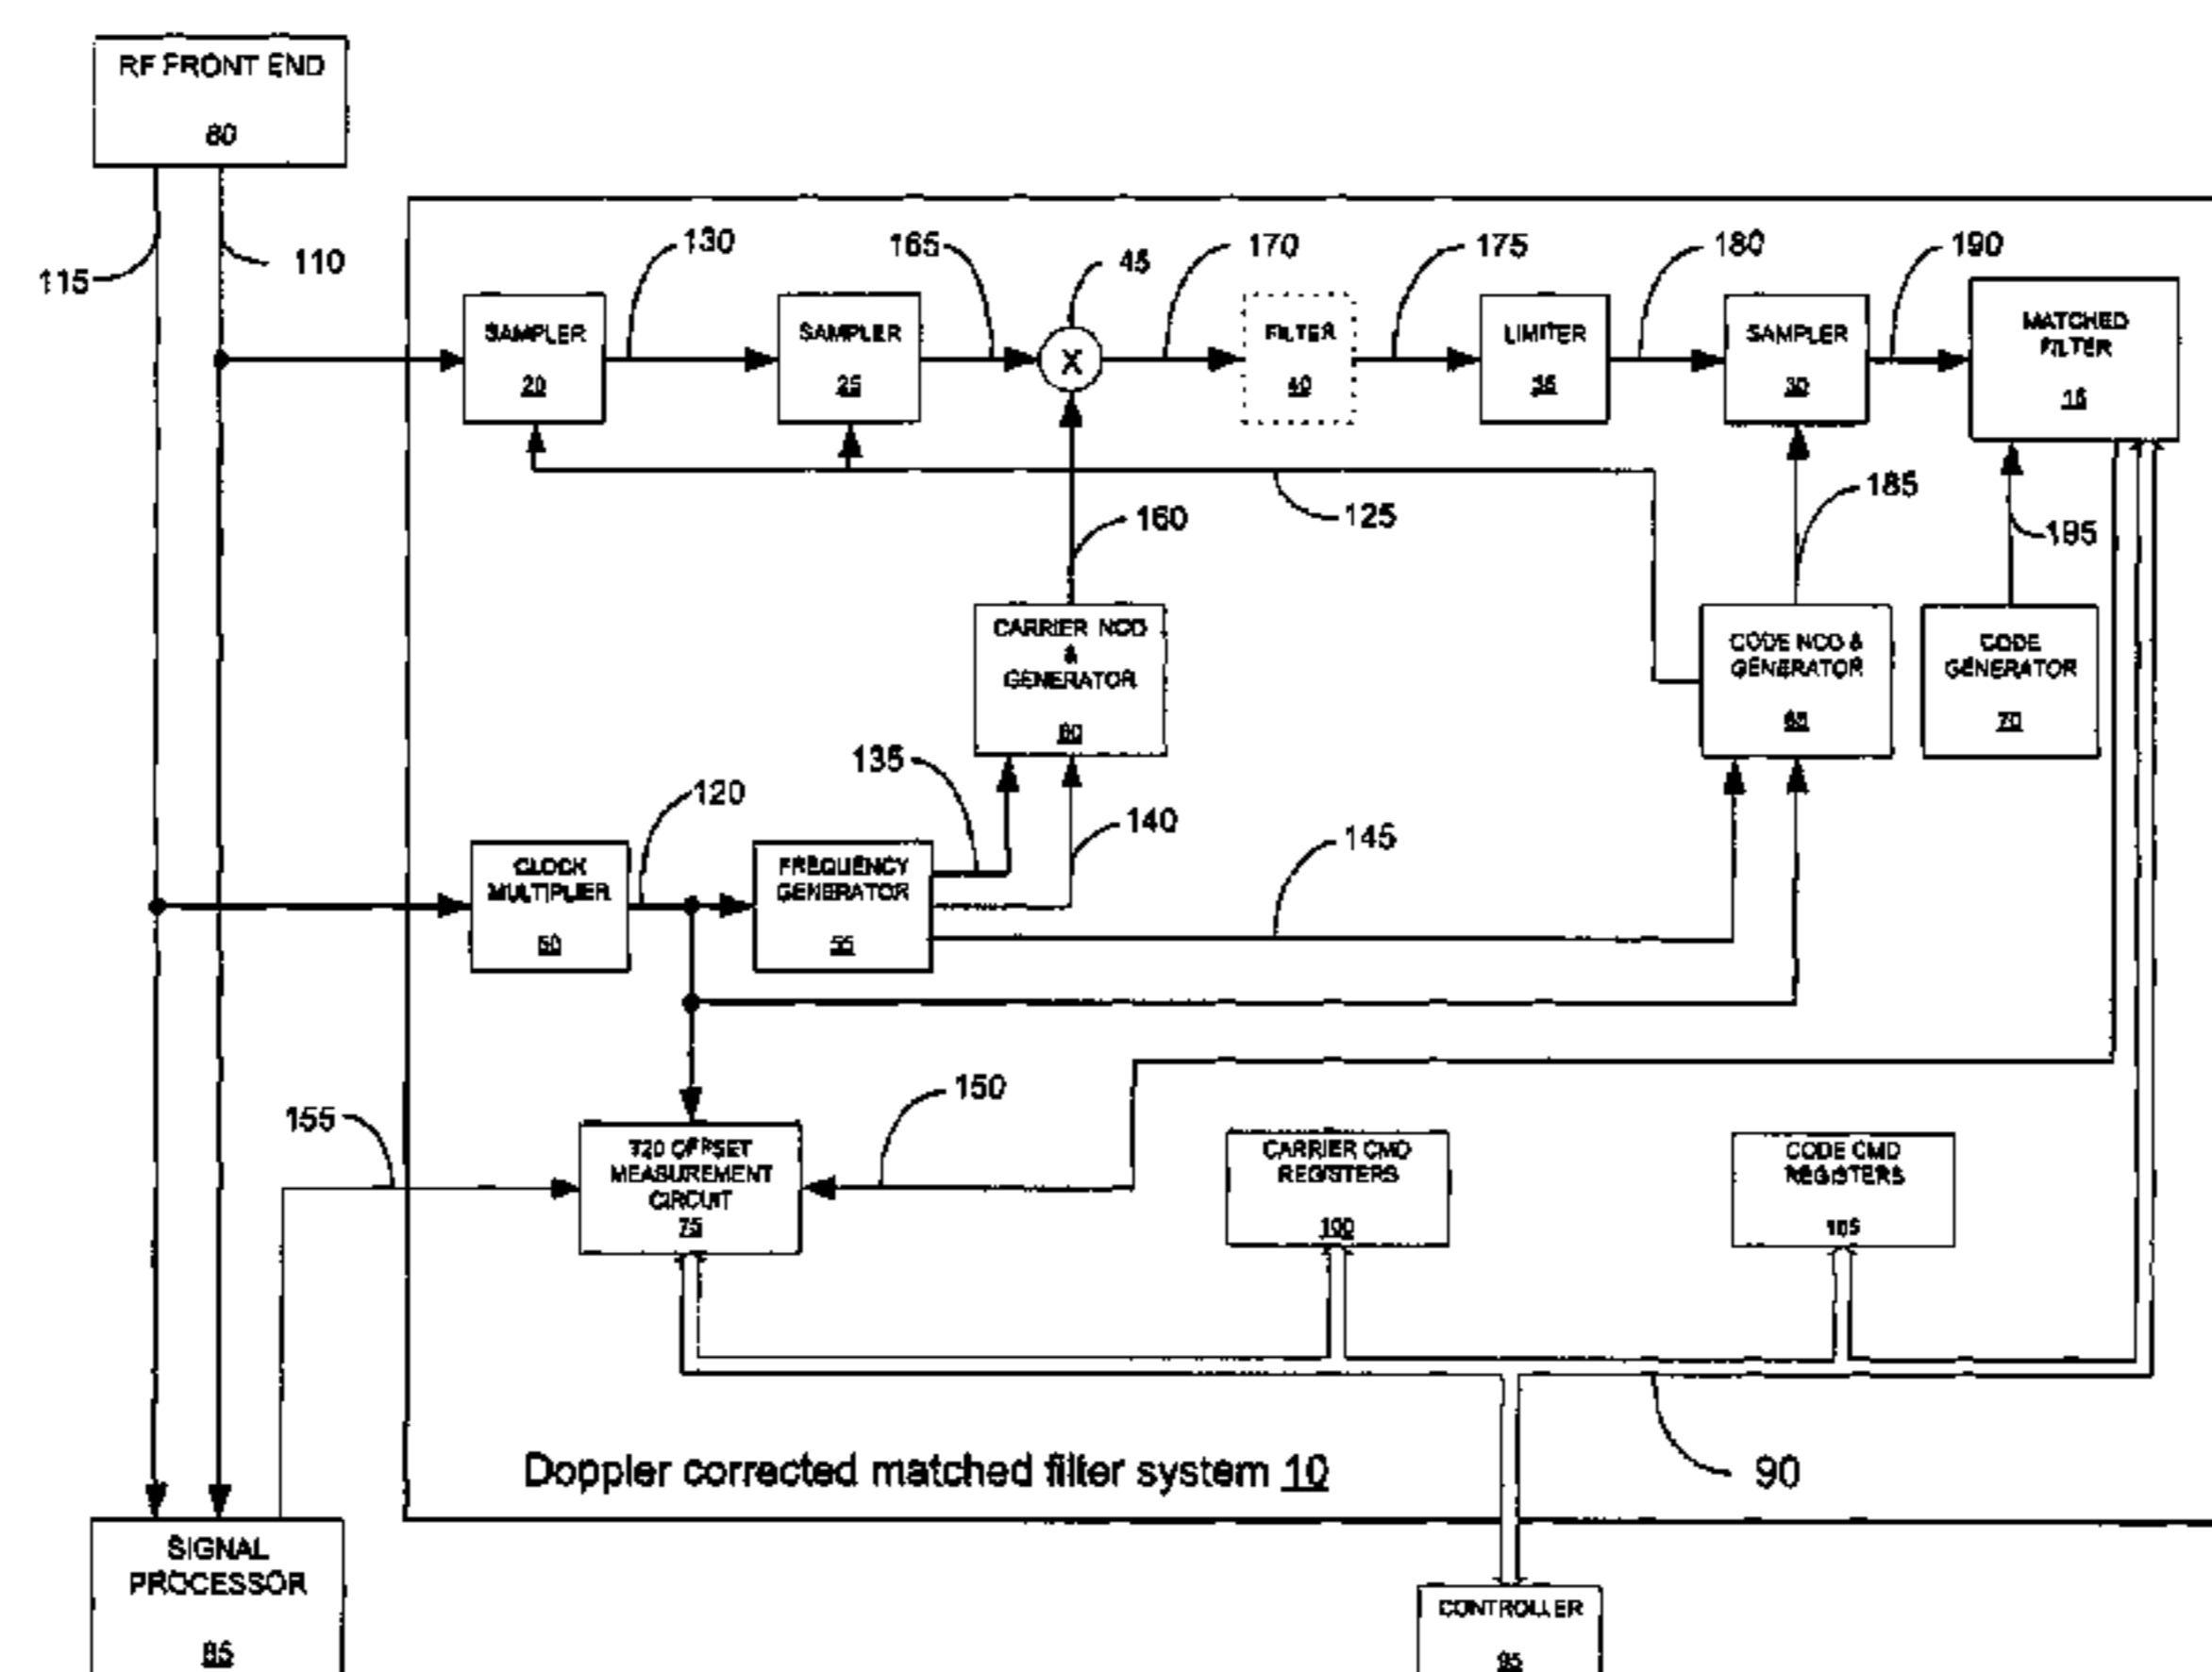 RF FRONT END
80
115
110
130
165
45
170
175
180
190
SAMPLER
20
SAMPLER
25
X
FILTER
40
LIMITER
35
SAMPLER
30
MATCHED
FILTER
15
125
160
185
195
CARRIER NCO
&
GENERATOR
60
CODE NCO &
GENERATOR
65
CODE
GENERATOR
70
135
120
140
145
CLOCK
MULTIPLIER
50
FREQUENCY
GENERATOR
55
155
150
T20 OFFSET
MEASUREMENT
CIRCUIT
75
CARRIER CMD
REGISTERS
100
CODE CMD
REGISTERS
105
Doppler corrected matched filter system 10
90
SIGNAL
PROCESSOR
85
CONTROLLER
95